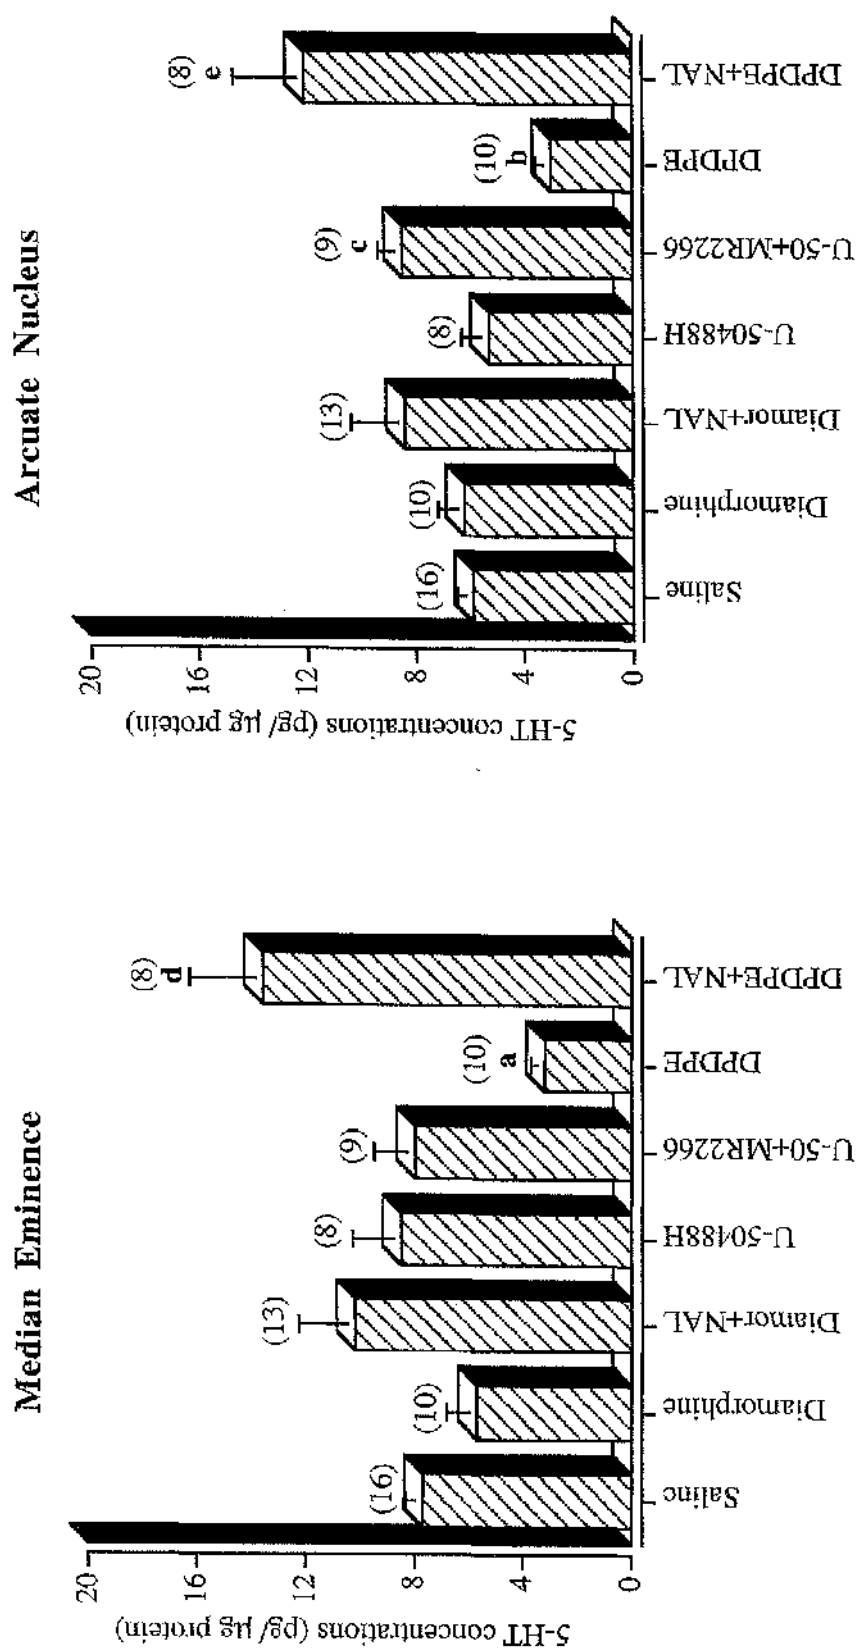 Median Eminence
5-HT concentrations (pg/µg protein)
20
16
12
8
4
0
(16)
(10)
(13)
(8)
(9)
(10)
a
(8)
d
Saline
Diamorphine
Diamor+NAL
U-50488H
U-50+MR2266
DPDPE
DPDPE+NAL
Arcuate Nucleus
5-HT concentrations (pg/µg protein)
20
16
12
8
4
0
(16)
(10)
(13)
(8)
(9)
c
(10)
b
(8)
e
Saline
Diamorphine
Diamor+NAL
U-50488H
U-50+MR2266
DPDPE
DPDPE+NAL